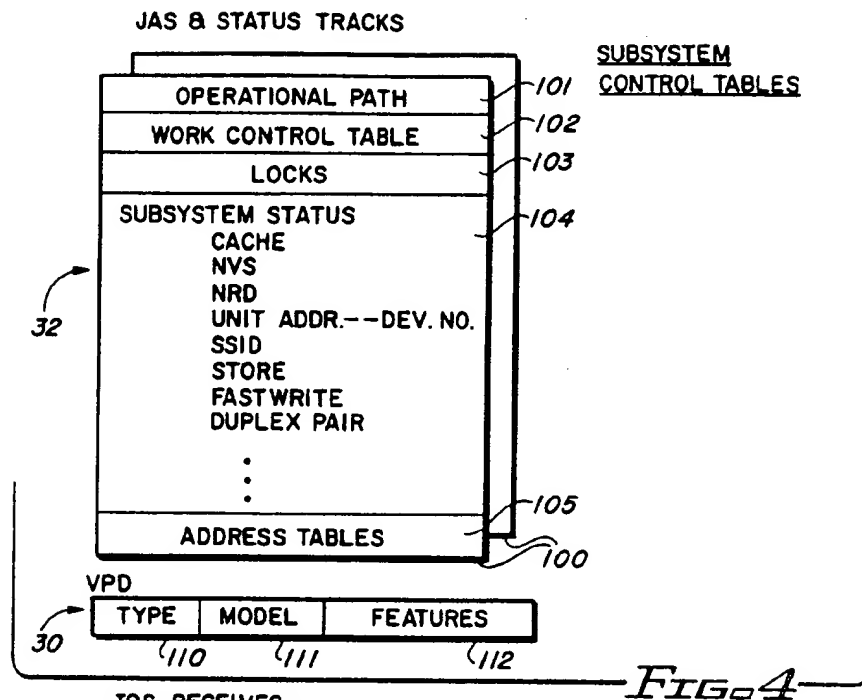 JAS & STATUS TRACKS
SUBSYSTEM
CONTROL TABLES
OPERATIONAL PATH
101
WORK CONTROL TABLE
102
LOCKS
103
SUBSYSTEM STATUS
104
CACHE
NVS
NRD
UNIT ADDR.--DEV. NO.
SSID
STORE
FASTWRITE
DUPLEX PAIR
32
105
ADDRESS TABLES
100
VPD
TYPE MODEL FEATURES
30
110 111 112
FIG. 4